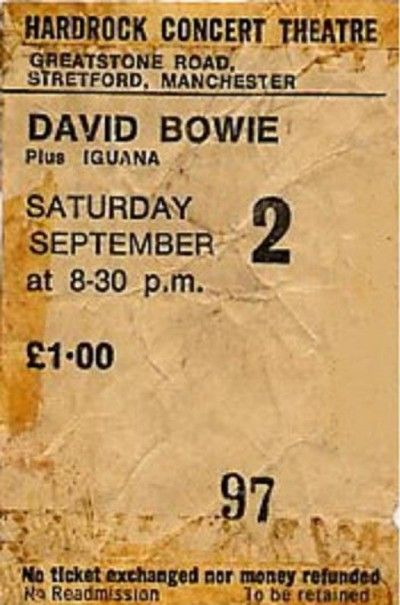 HARDROCK CONCERT THEATRE
GREATSTONE ROAD,
STRETFORD, MANCHESTER
DAVID BOWIE
Plus IGUANA
SATURDAY
SEPTEMBER 2
at 8-30 p.m.
£1·00
97
No ticket exchanged nor money refunded
No Readmission To be retained